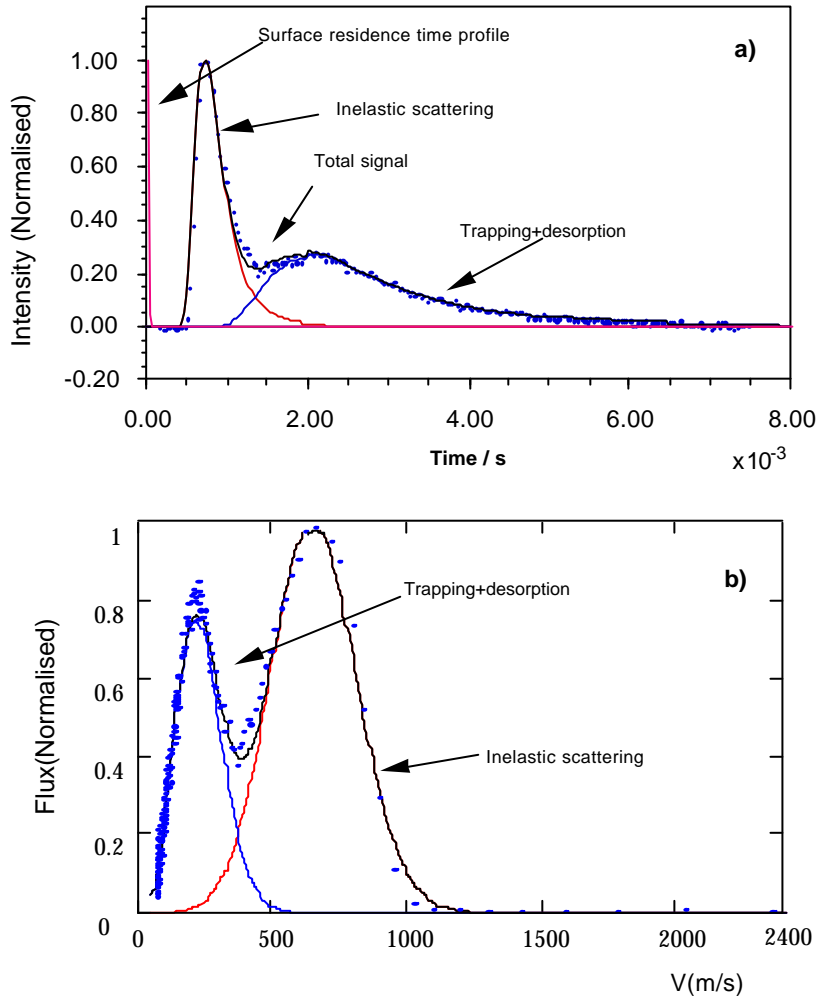 Surface residence time profile
a)
1.00
Inelastic scattering
0.80
Total signal
0.60
0.40
Trapping+desorption
0.20
0.00
-0.20
Intensity (Normalised)
0.00 2.00 4.00 6.00 8.00
Time / s
x10-3
1
b)
Trapping+desorption
0.8
0.6
Inelastic scattering
0.4
0.2
0
Flux(Normalised)
0 500 1000 1500 2000 2400
V(m/s)